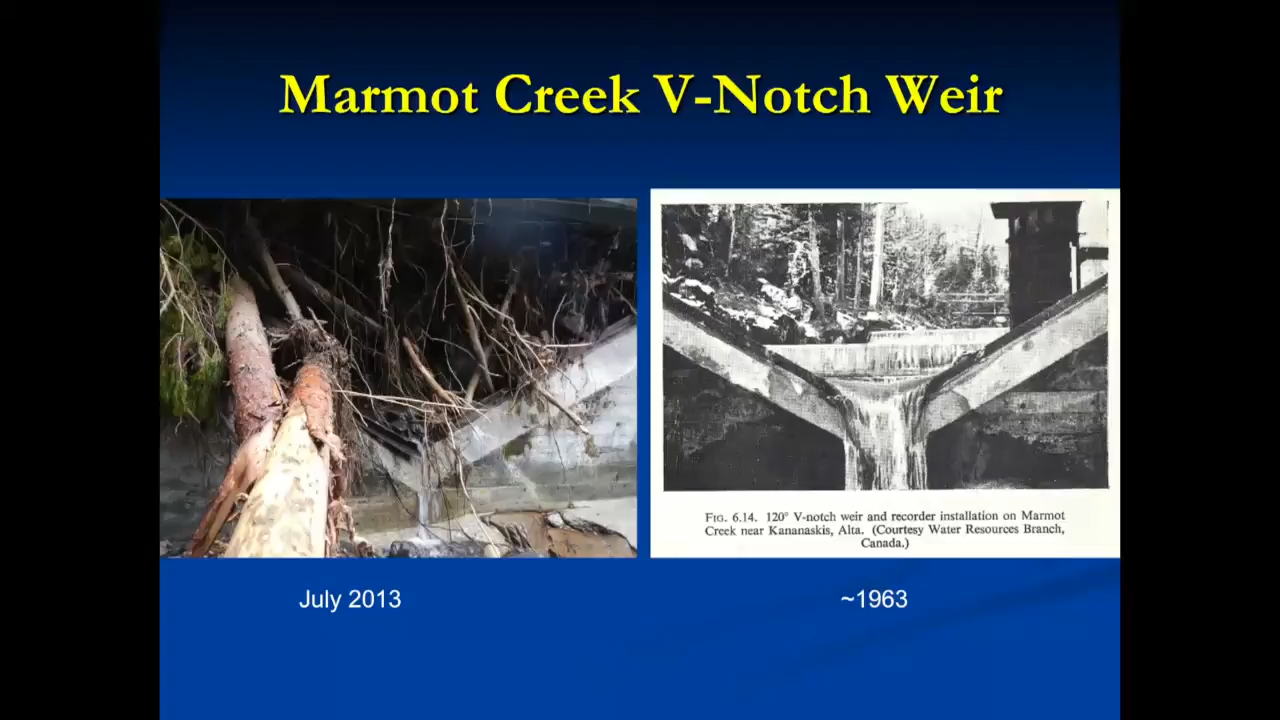 Marmot Creek V-Notch Weir
FIG. 6.14. 120° V-notch weir and recorder installation on Marmot
Creek near Kananaskis, Alta. (Courtesy Water Resources Branch,
Canada.)
July 2013
~1963